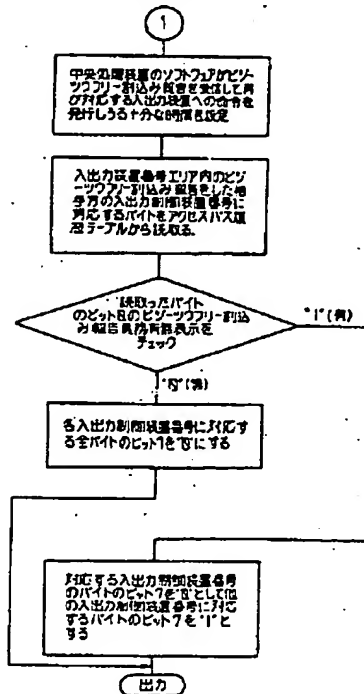 1
中央処理装置のソフトウェアがビジー
ツウフリー割込み報告を受信して再
び対応する入出力装置への命令を
発行しうる十分な時間を設定
入出力装置番号エリア内のビジ
ーツウフリー割込み報告をした相
手方の入出力制御装置番号に
対応するバイトをアクセスパス履
歴テーブルから読取る.
読取ったバイト
のビット6のビジーツウフリー割込
み報告義務有無表示を
チェック
"1"(有)
"0"(無)
各入出力制御装置番号に対応す
る全バイトのビット7を"0"にする
対応する入出力制御装置番号
のバイトのビット7を"0"として他
の入出力制御装置番号に対応
するバイトのビット7を"1"と
する
出力